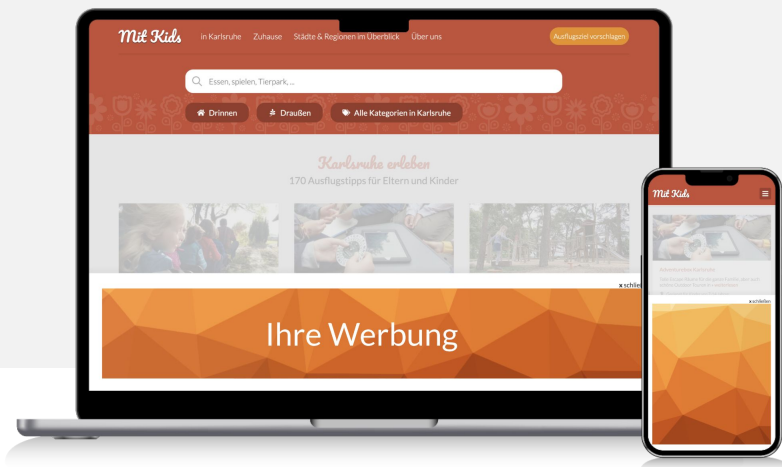 Mit Kids
in Karlsruhe Zuhause Städte & Regionen im Überblick Über uns
Ausflugsziel vorschlagen
Essen, spielen, Tierpark, ...
Drinnen Draußen Alle Kategorien in Karlsruhe
Karlsruhe erleben
170 Ausflugstipps für Eltern und Kinder
x schließen
Ihre Werbung
Mit Kids
x schließen